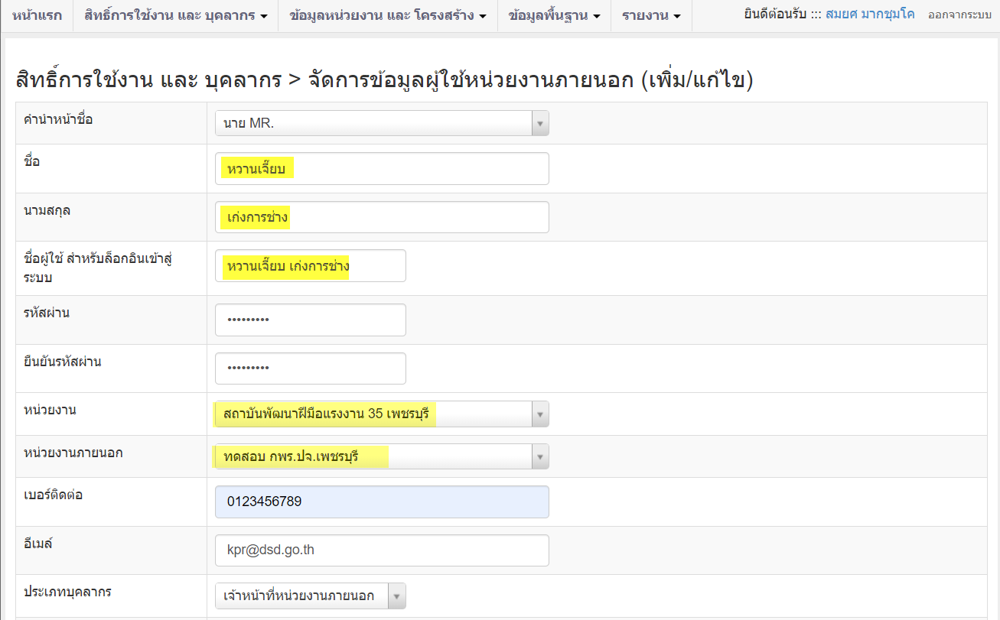 หน้าแรก สิทธิ์การใช้งาน และ บุคลากร ข้อมูลหน่วยงาน และ โครงสร้าง ข้อมูลพื้นฐาน รายงาน ยินดีต้อนรับ ::: สมยศ มากชุมโค ออกจากระบบ
สิทธิ์การใช้งาน และ บุคลากร > จัดการข้อมูลผู้ใช้หน่วยงานภายนอก (เพิ่ม/แก้ไข)
คำนำหน้าชื่อ นาย MR.
ชื่อ หวานเจี๊ยบ
นามสกุล เก่งการช่าง
ชื่อผู้ใช้ สำหรับล็อกอินเข้าสู่
ระบบ หวานเจี๊ยบ เก่งการช่าง
รหัสผ่าน •••••••••
ยืนยันรหัสผ่าน •••••••••
หน่วยงาน สถาบันพัฒนาฝีมือแรงงาน 35 เพชรบุรี
หน่วยงานภายนอก ทดสอบ กพร.ปจ.เพชรบุรี
เบอร์ติดต่อ 0123456789
อีเมล์ kpr@dsd.go.th
ประเภทบุคลากร เจ้าหน้าที่หน่วยงานภายนอก